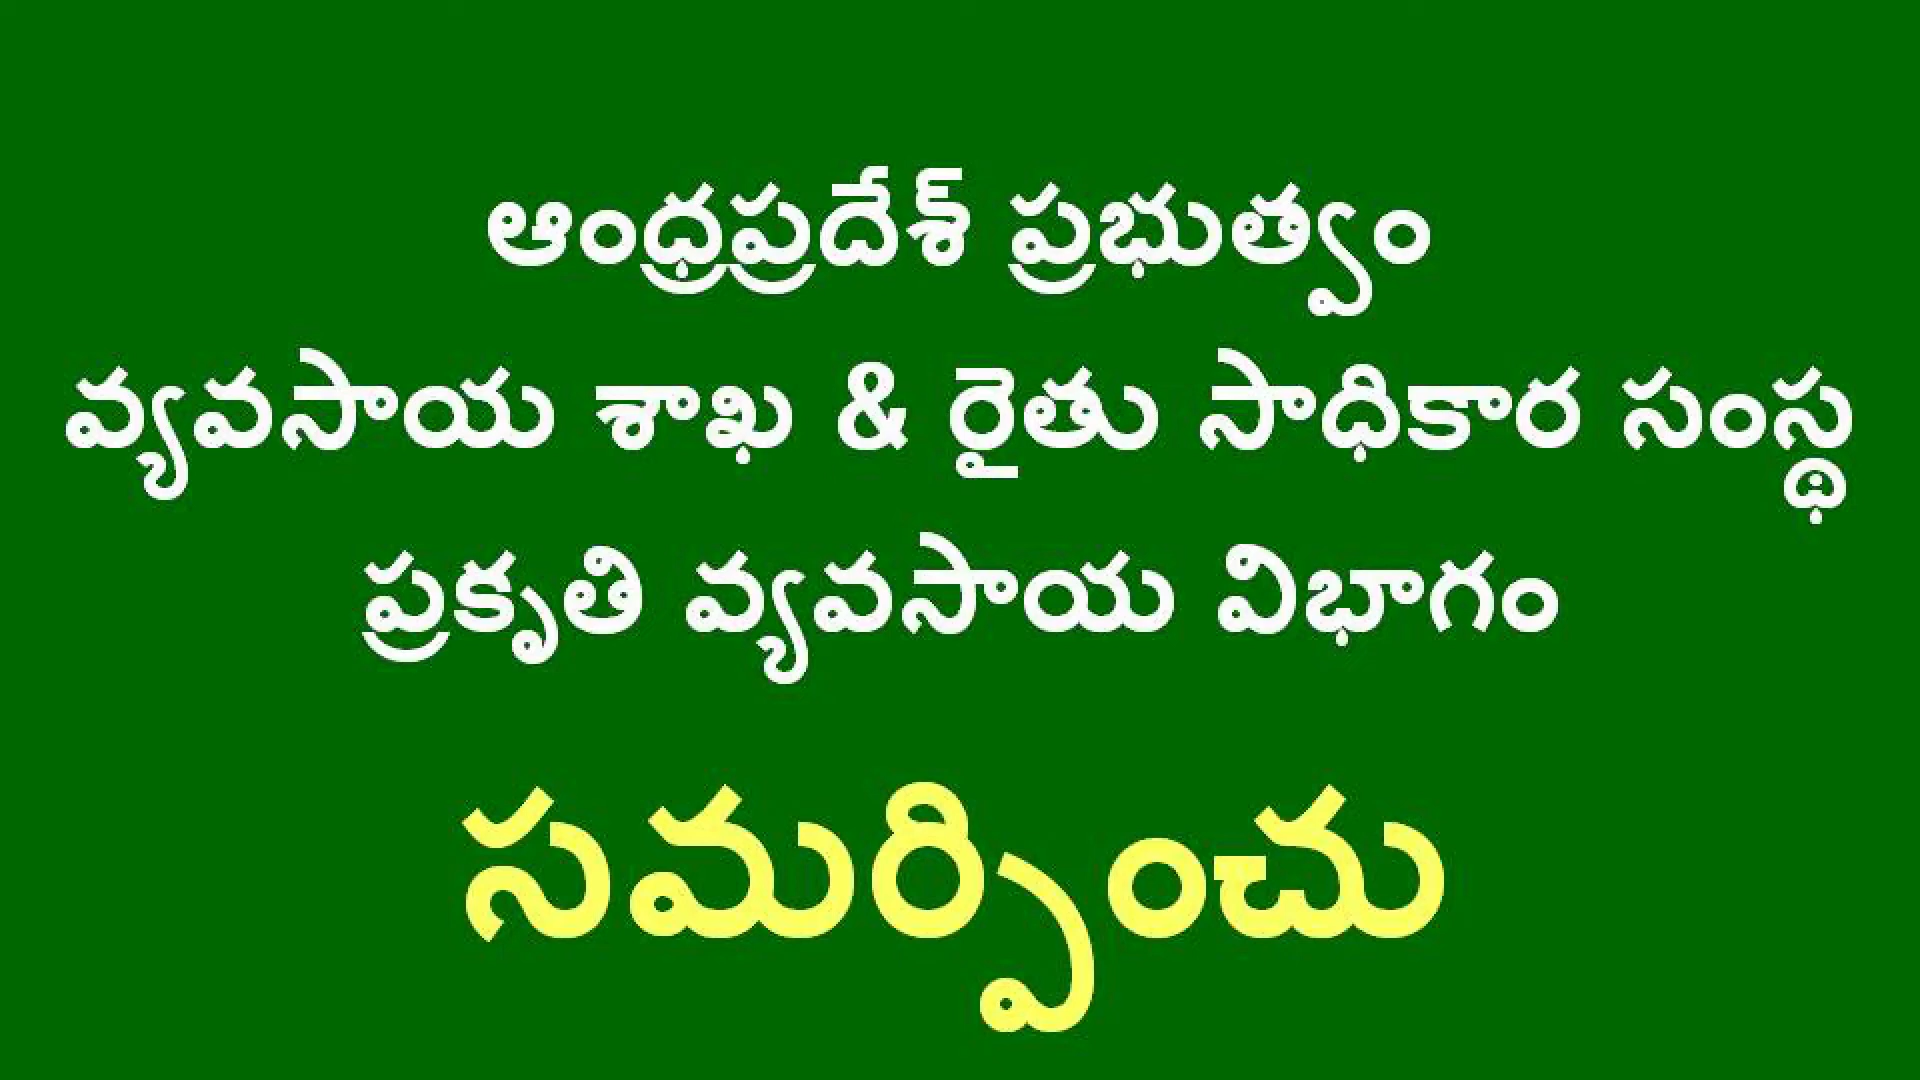 ఆంధ్రప్రదేశ్ ప్రభుత్వం
వ్యవసాయ శాఖ & రైతు సాధికార సంస్థ
ప్రకృతి వ్యవసాయ విభాగం
సమర్పించు